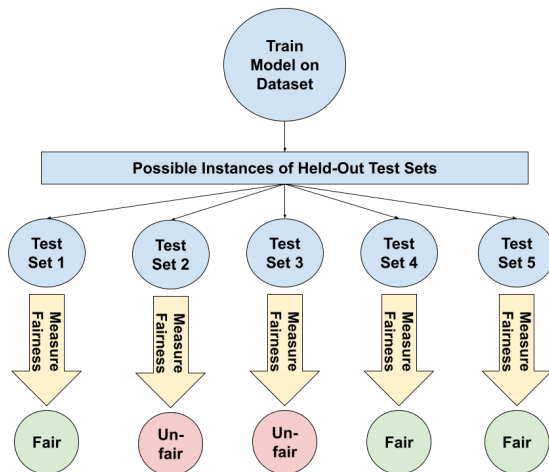 Train
Model on
Dataset
Possible Instances of Held-Out Test Sets
Test
Set 1
Test
Set 2
Test
Set 3
Test
Set 4
Test
Set 5
Measure
Fairness
Measure
Fairness
Measure
Fairness
Measure
Fairness
Measure
Fairness
Fair
Un-
fair
Un-
fair
Fair
Fair